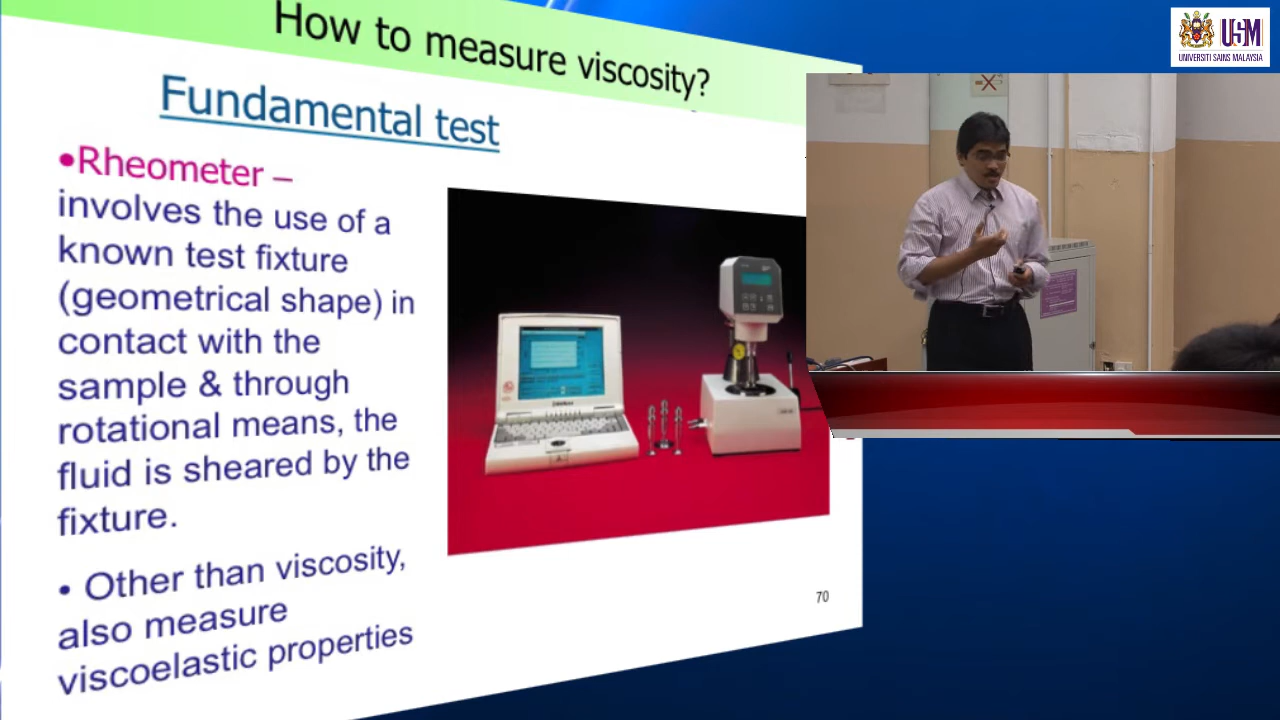 How to measure viscosity?
Fundamental test
•Rheometer –
involves the use of a
known test fixture
(geometrical shape) in
contact with the
sample & through
rotational means, the
fluid is sheared by the
fixture.
• Other than viscosity,
also measure
viscoelastic properties
70
USM
UNIVERSITI SAINS MALAYSIA